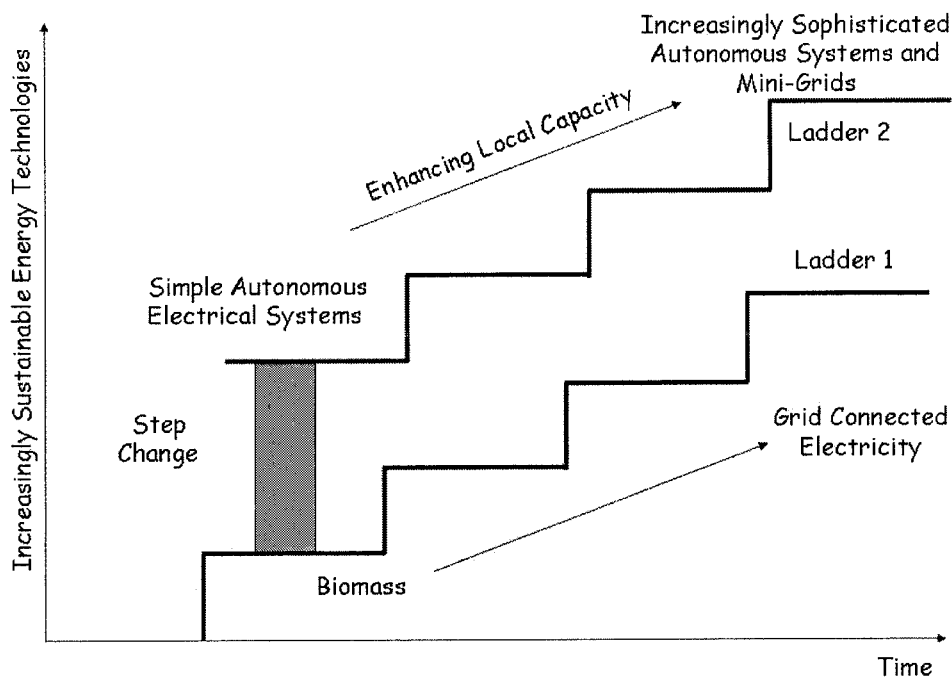 Increasingly Sophisticated
Autonomous Systems and
Mini-Grids
Ladder 2
Enhancing Local Capacity
Ladder 1
Simple Autonomous
Electrical Systems
Step
Change
Grid Connected
Electricity
Biomass
Time
Increasingly Sustainable Energy Technologies